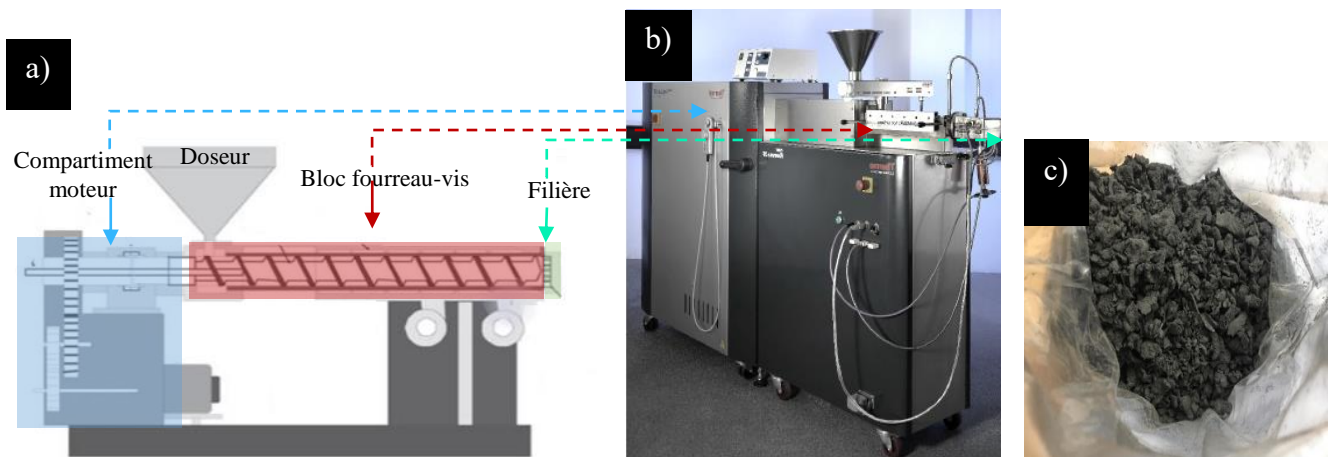 a)
b)
c)
Compartiment
moteur
Doseur
Bloc fourreau-vis
Filière